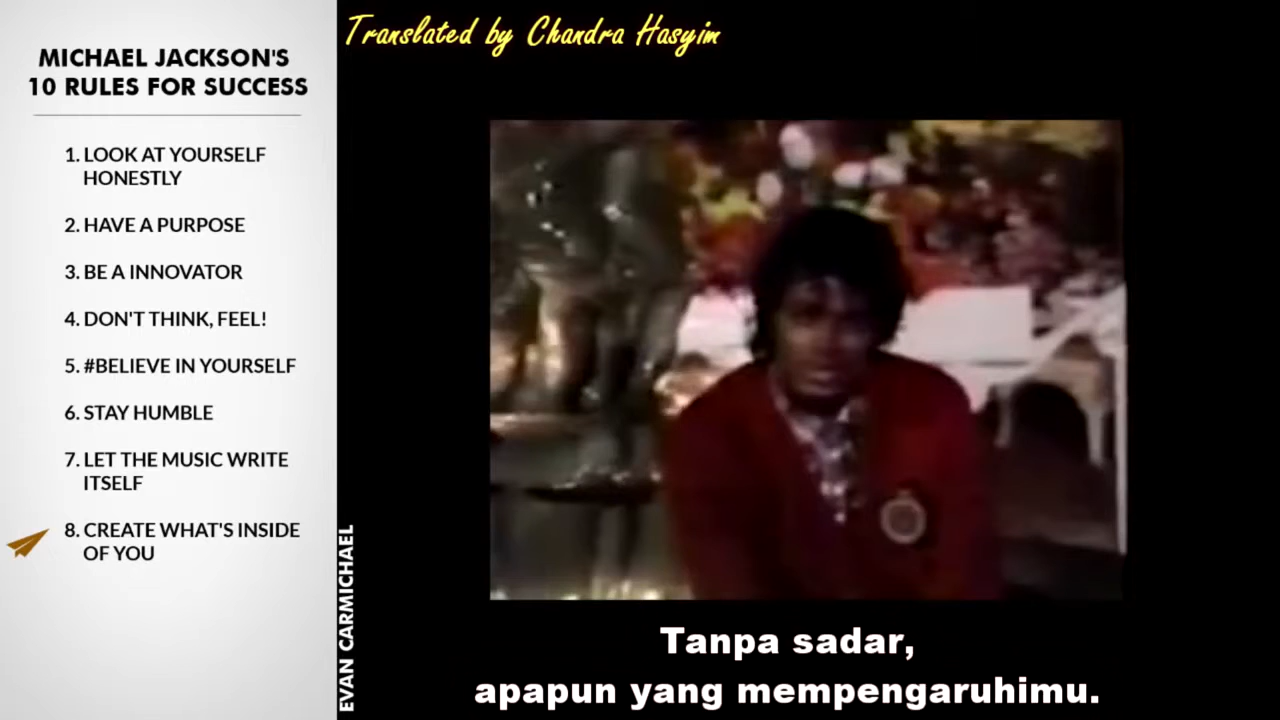 MICHAEL JACKSON'S
10 RULES FOR SUCCESS
1. LOOK AT YOURSELF
HONESTLY
2. HAVE A PURPOSE
3. BE A INNOVATOR
4. DON'T THINK, FEEL!
5. #BELIEVE IN YOURSELF
6. STAY HUMBLE
7. LET THE MUSIC WRITE
ITSELF
8. CREATE WHAT'S INSIDE
OF YOU
EVAN CARMICHAEL
Translated by Chandra Hasyim
Tanpa sadar,
apapun yang mempengaruhimu.